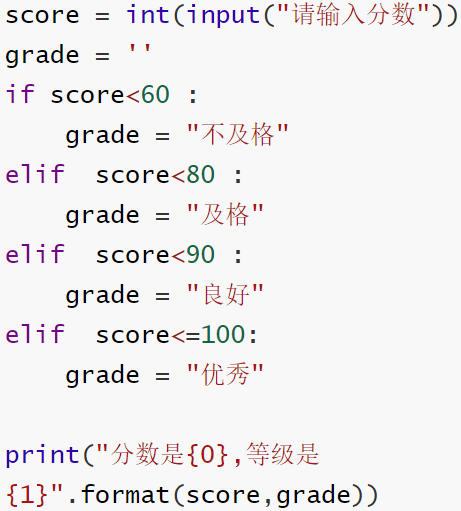 score = int(input("请输入分数"))
grade = ''
if score<60 :
    grade = "不及格"
elif  score<80 :
    grade = "及格"
elif  score<90 :
    grade = "良好"
elif  score<=100:
    grade = "优秀"

print("分数是{0},等级是
{1}".format(score,grade))